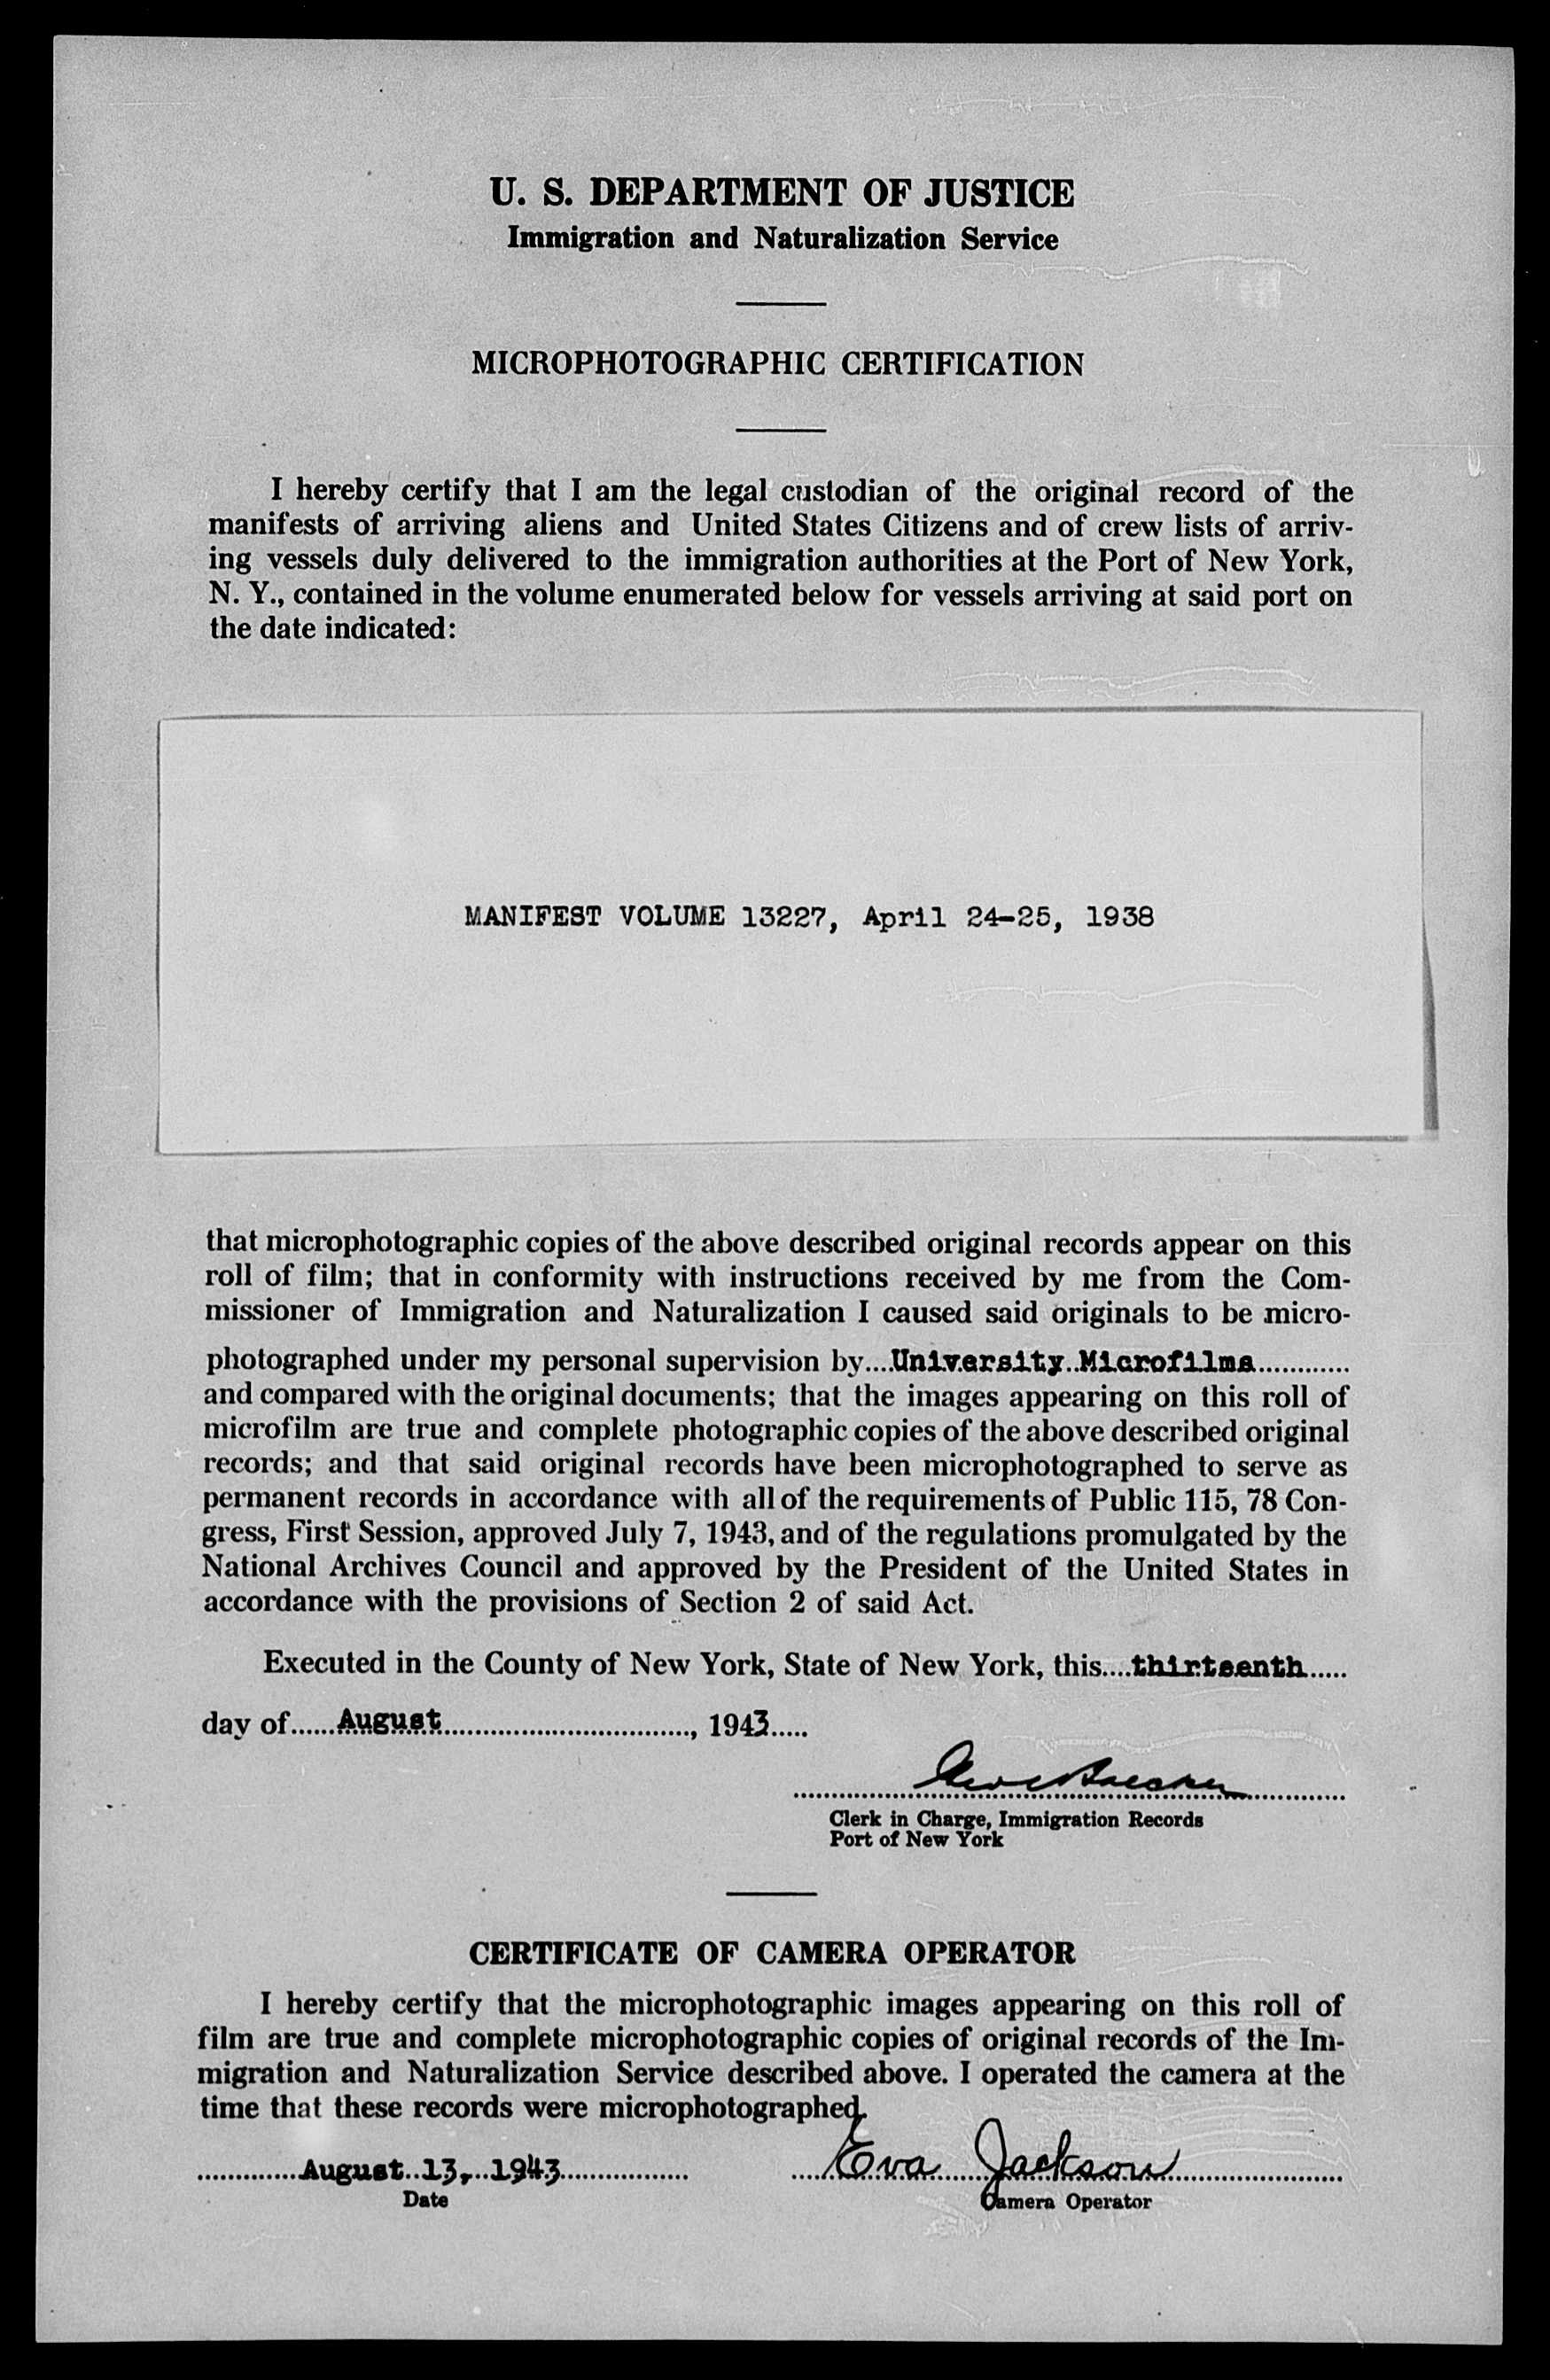 U. S. DEPARTMENT OF JUSTICE
Immigration and Naturalization Service
MICROPHOTOGRAPHIC CERTIFICATION
I hereby certify that I am the legal custodian of the original record of the
manifests of arriving aliens and United States Citizens and of crew lists of arriv-
ing vessels duly delivered to the immigration authorities at the Port of New York,
N. Y., contained in the volume enumerated below for vessels arriving at said port on
the date indicated:
MANIFEST VOLUME 13227, April 24-25, 1938
that microphotographic copies of the above described original records appear on this
roll of film; that in conformity with instructions received by me from the Com-
missioner of Immigration and Naturalization I caused said originals to be micro-
photographed under my personal supervision by....University Microfilms............
and compared with the original documents; that the images appearing on this roll of
microfilm are true and complete photographic copies of the above described original
records; and that said original records have been microphotographed to serve as
permanent records in accordance with all of the requirements of Public 115, 78 Con-
gress, First Session, approved July 7, 1943, and of the regulations promulgated by the
National Archives Council and approved by the President of the United States in
accordance with the provisions of Section 2 of said Act.
Executed in the County of New York, State of New York, this....thirteenth.....
day of......August................................., 1943.....
Clerk in Charge, Immigration Records
Port of New York
CERTIFICATE OF CAMERA OPERATOR
I hereby certify that the microphotographic images appearing on this roll of
film are true and complete microphotographic copies of original records of the Im-
migration and Naturalization Service described above. I operated the camera at the
time that these records were microphotographed.
August 13, 1943 Eva Jackson
Date Camera Operator